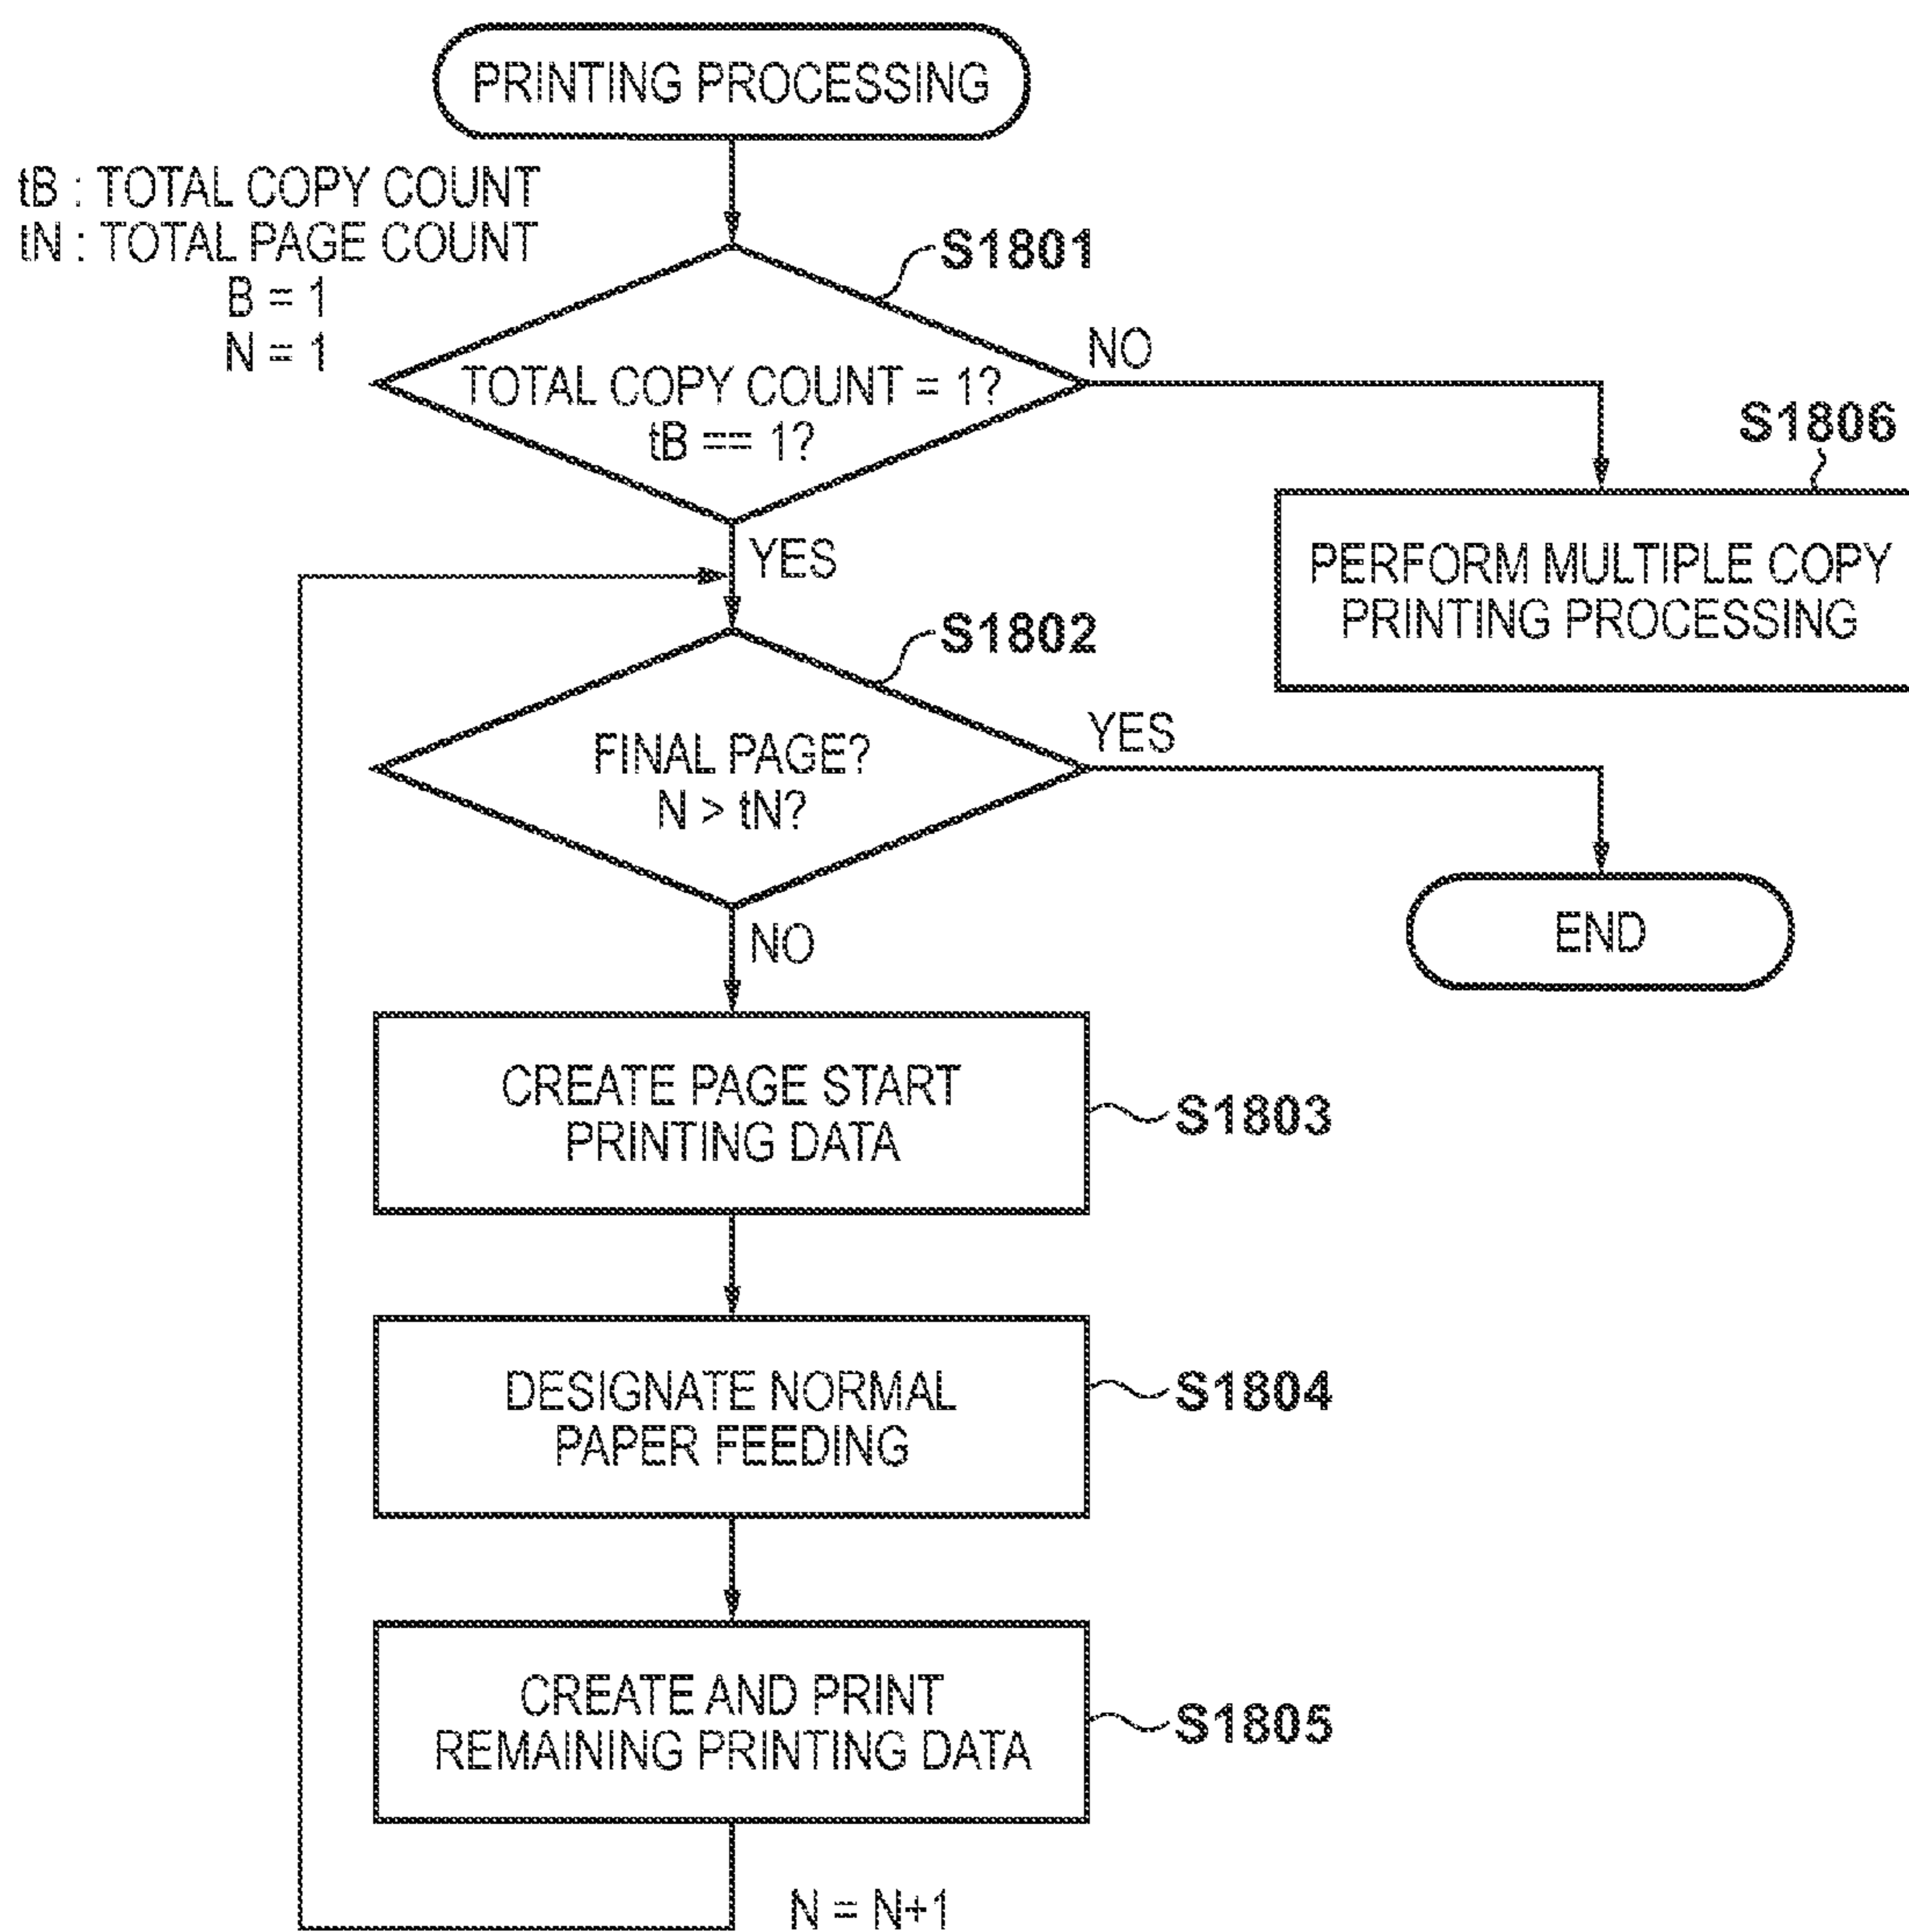 PRINTING PROCESSING
tB : TOTAL COPY COUNT
tN : TOTAL PAGE COUNT
B = 1
N = 1
S1801
TOTAL COPY COUNT = 1?
tB == 1?
NO
S1806
PERFORM MULTIPLE COPY
PRINTING PROCESSING
YES
S1802
FINAL PAGE?
N > tN?
YES
END
NO
CREATE PAGE START
PRINTING DATA
S1803
DESIGNATE NORMAL
PAPER FEEDING
S1804
CREATE AND PRINT
REMAINING PRINTING DATA
S1805
N = N+1